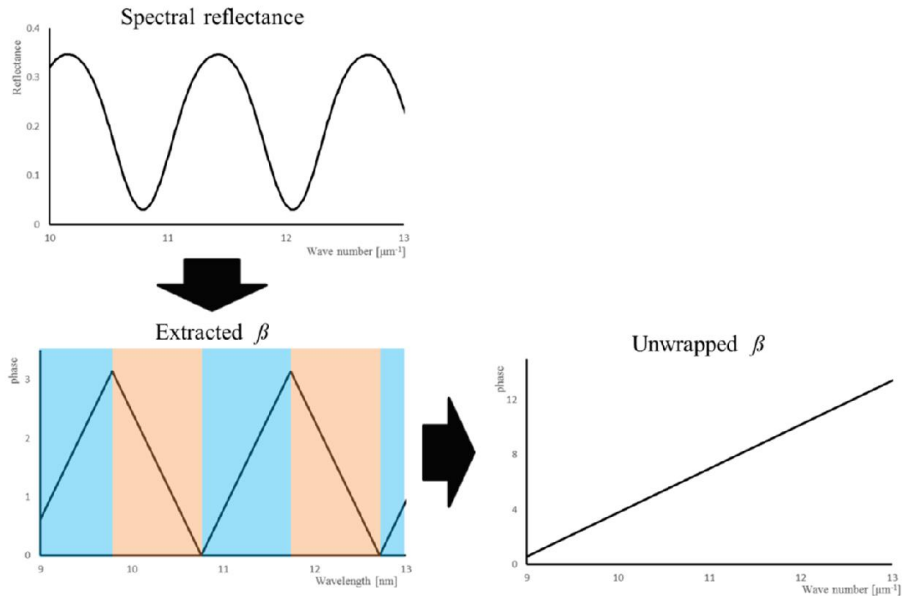 Spectral reflectance
0.4
0.3
0.2
0.1
0
Reflectance
10 11 12 13
Wave number [μm⁻¹]
Extracted β
phase
3
2
1
0
9 10 11 12 13
Wavelength [nm]
Unwrapped β
phase
12
8
4
0
9 10 11 12 13
Wave number [μm⁻¹]